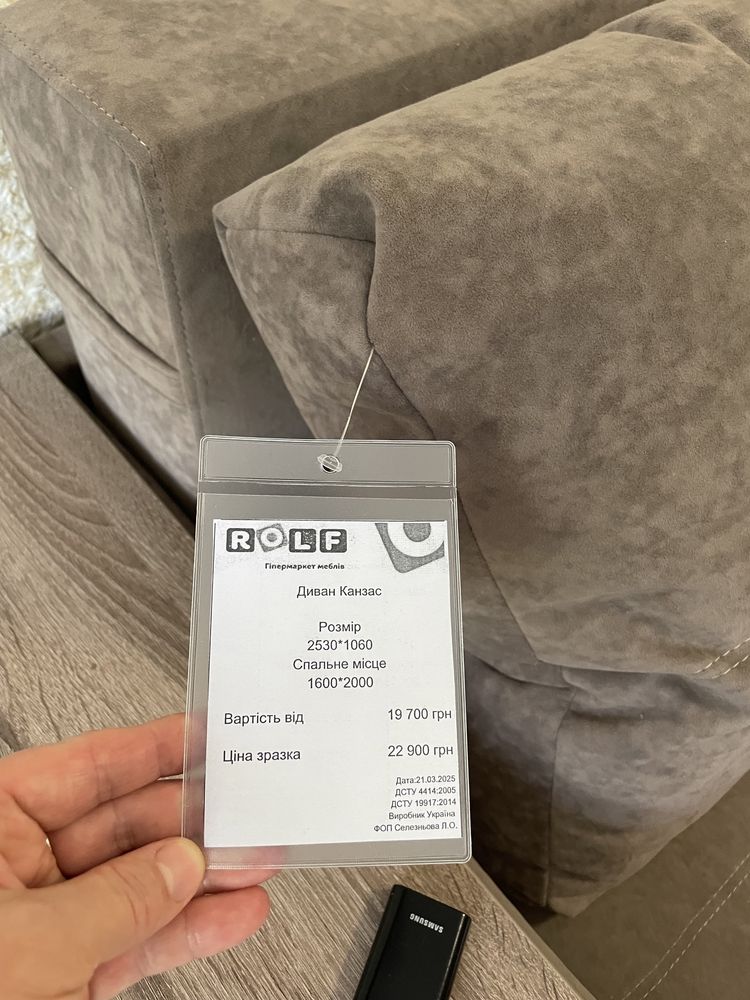 ROLF
Гіпермаркет меблів
Диван Канзас
Розмір
2530*1060
Спальне місце
1600*2000
Вартість від 19 700 грн
Ціна зразка 22 900 грн
Дата:21.03.2025
ДСТУ 4414:2005
ДСТУ 19917:2014
Виробник Україна
ФОП Селезньова Л.О.
SAMSUNG